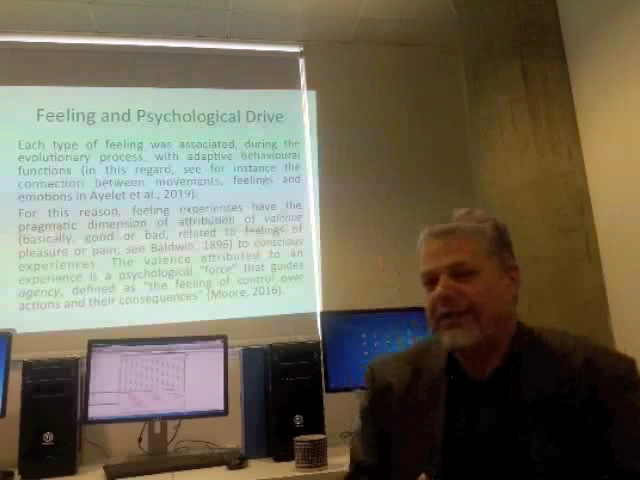 Feeling and Psychological Drive
Each type of feeling was associated, during the
evolutionary process, with adaptive behavioural
functions (in this regard, see for instance the
connection between movements, feelings and
emotions in Ayelet et al., 2019).
For this reason, feeling experiences have the
pragmatic dimension of attribution of valence
(basically, good or bad, related to feelings of
pleasure or pain; see Baldwin, 1896) to conscious
experiences. The valence attributed to an
experience is a psychological "force" that guides
agency, defined as "the feeling of control over
actions and their consequences" (Moore, 2016).